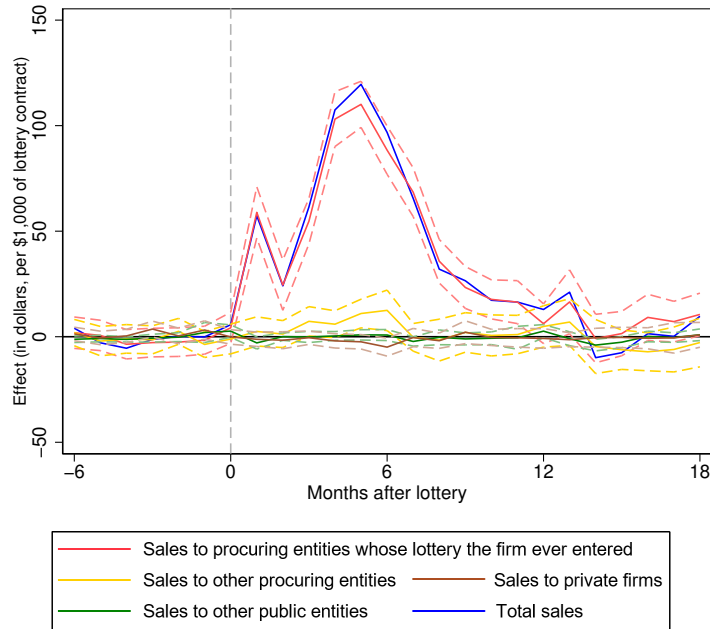 Effect (in dollars, per $1,000 of lottery contract)
150
100
50
0
−50
−6 0 6 12 18
Months after lottery
Sales to procuring entities whose lottery the firm ever entered
Sales to other procuring entities Sales to private firms
Sales to other public entities Total sales